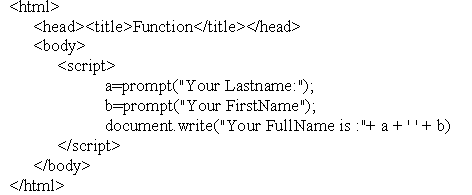 <html>
<head><title>Function</title></head>
<body>
<script>
a=prompt("Your Lastname:");
b=prompt("Your FirstName");
document.write("Your FullName is :"+ a + ' ' + b)
</script>
</body>
</html>